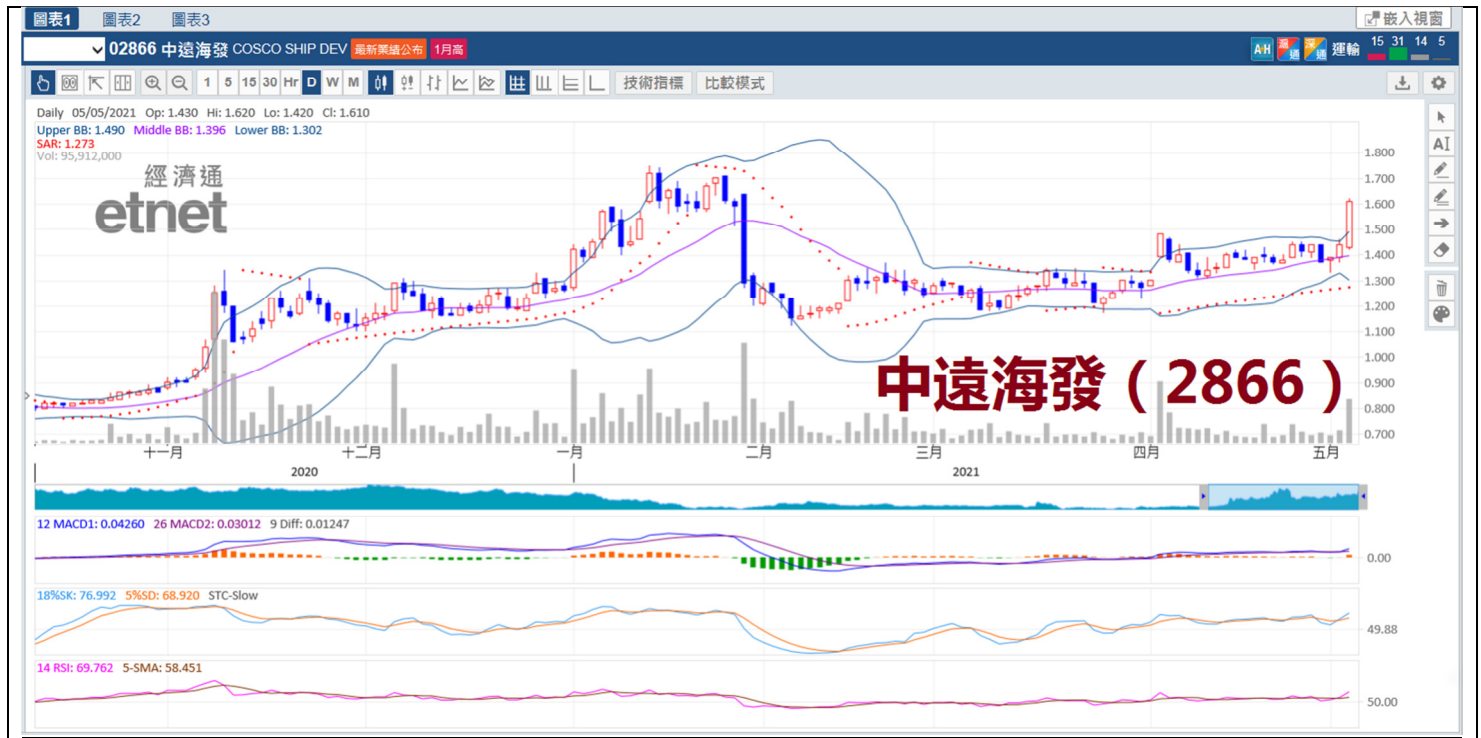 圖表1 圖表2 圖表3 嵌入視窗
02866 中遠海發 COSCO SHIP DEV 最新業績公布 1月高 A+H 滬通 深通 運輸 15 31 14 5
1 5 15 30 Hr D W M 技術指標 比較模式
Daily 05/05/2021 Op: 1.430 Hi: 1.620 Lo: 1.420 Cl: 1.610
Upper BB: 1.490 Middle BB: 1.396 Lower BB: 1.302
SAR: 1.273
Vol: 95,912,000
經濟通
etnet
AI
1.800
1.700
1.600
1.500
1.400
1.300
1.200
1.100
1.000
0.900
0.800
0.700
中遠海發（2866）
十一月 十二月 一月 二月 三月 四月 五月
2020 2021
12 MACD1: 0.04260 26 MACD2: 0.03012 9 Diff: 0.01247
0.00
18%SK: 76.992 5%SD: 68.920 STC-Slow
49.88
14 RSI: 69.762 5-SMA: 58.451
50.00